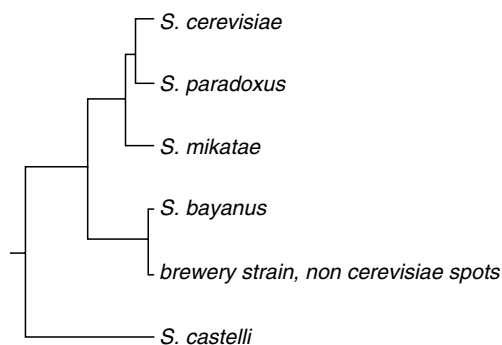 S. cerevisiae
S. paradoxus
S. mikatae
S. bayanus
brewery strain, non cerevisiae spots
S. castelli